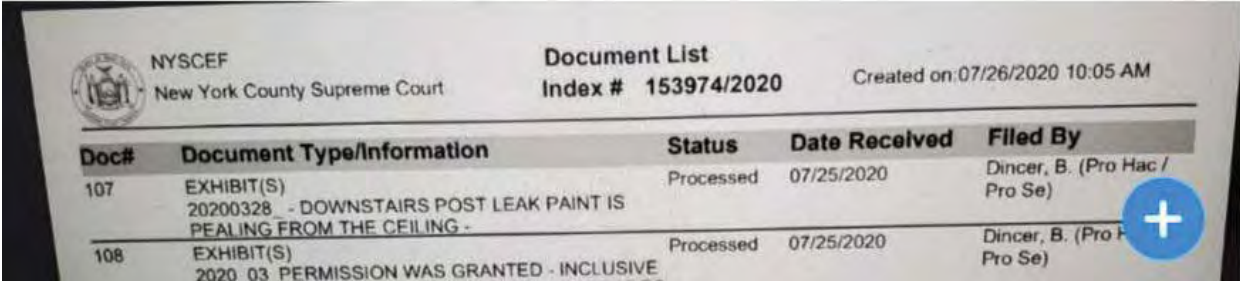 NYSCEF
New York County Supreme Court
Document List
Index # 153974/2020
Created on:07/26/2020 10:05 AM
Doc# Document Type/Information Status Date Received Filed By
107 EXHIBIT(S) Processed 07/25/2020 Dincer, B. (Pro Hac /
20200328_ - DOWNSTAIRS POST LEAK PAINT IS Pro Se)
PEALING FROM THE CEILING -
108 EXHIBIT(S) Processed 07/25/2020 Dincer, B. (Pro
2020_03_PERMISSION WAS GRANTED - INCLUSIVE Pro Se)